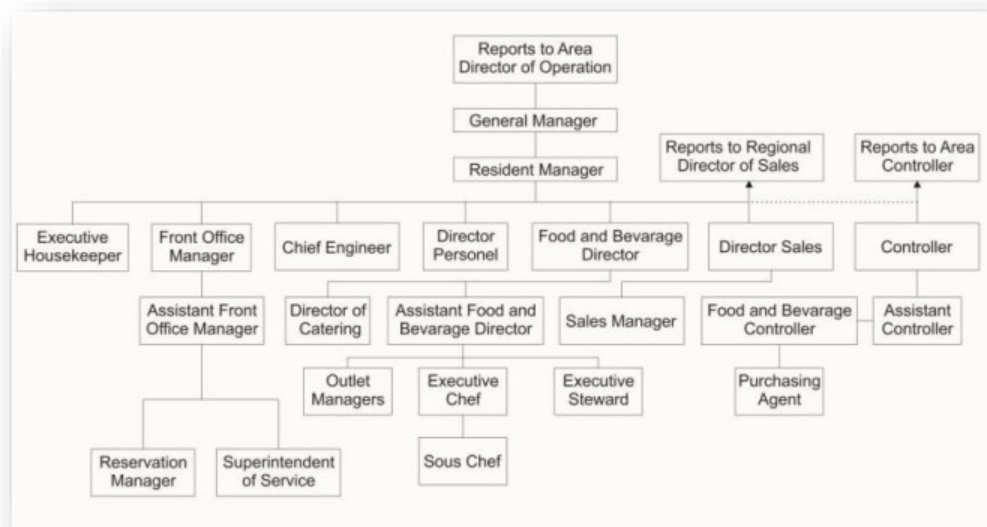 Reports to Area
Director of Operation
General Manager
Resident Manager
Reports to Regional
Director of Sales
Reports to Area
Controller
Executive
Housekeeper
Front Office
Manager
Chief Engineer
Director
Personel
Food and Bevarage
Director
Director Sales
Controller
Assistant Front
Office Manager
Director of
Catering
Assistant Food and
Bevarage Director
Sales Manager
Food and Bevarage
Controller
Assistant
Controller
Outlet
Managers
Executive
Chef
Executive
Steward
Purchasing
Agent
Reservation
Manager
Superintendent
of Service
Sous Chef